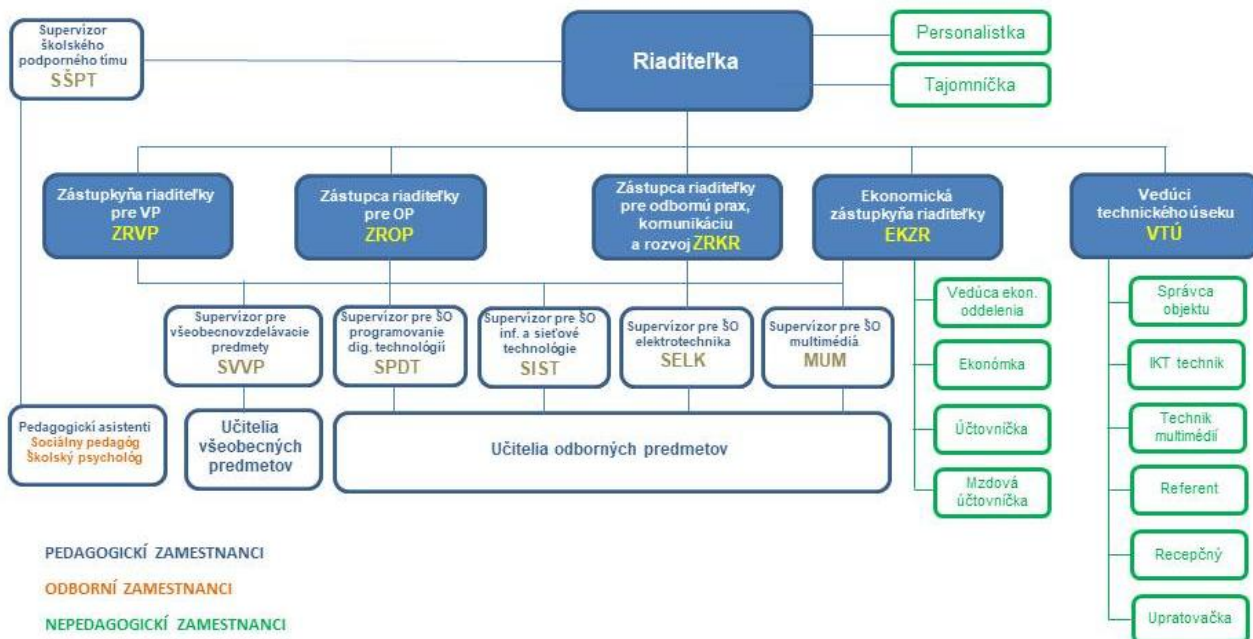 Supervízor
školského
podporného tímu
SŠPT
Riaditeľka
Personalistka
Tajomníčka
Zástupkyňa riaditeľky
pre VP
ZRVP
Zástupca riaditeľky
pre OP
ZROP
Zástupca riaditeľky
pre odbornú prax,
komunikáciu
a rozvoj ZRKR
Ekonomická
zástupkyňa riaditeľky
EKZR
Vedúci
technického úseku
VTÚ
Supervízor pre
všeobecnovzdelávacie
predmety
SVVP
Supervízor pre ŠO
programovanie
dig. technológií
SPDT
Supervízor pre ŠO
inf. a sieťové
technológie
SIST
Supervízor pre ŠO
elektrotechnika
SELK
Supervízor pre ŠO
multimédiá
MUM
Vedúca ekon.
oddelenia
Ekonómka
Účtovníčka
Mzdová
účtovníčka
Správca
objektu
IKT technik
Technik
multimédií
Referent
Recepčný
Upratovačka
Pedagogickí asistenti
Sociálny pedagóg
Školský psychológ
Učitelia
všeobecných
predmetov
Učitelia odborných predmetov
PEDAGOGICKÍ ZAMESTNANCI
ODBORNÍ ZAMESTNANCI
NEPEDAGOGICKÍ ZAMESTNANCI